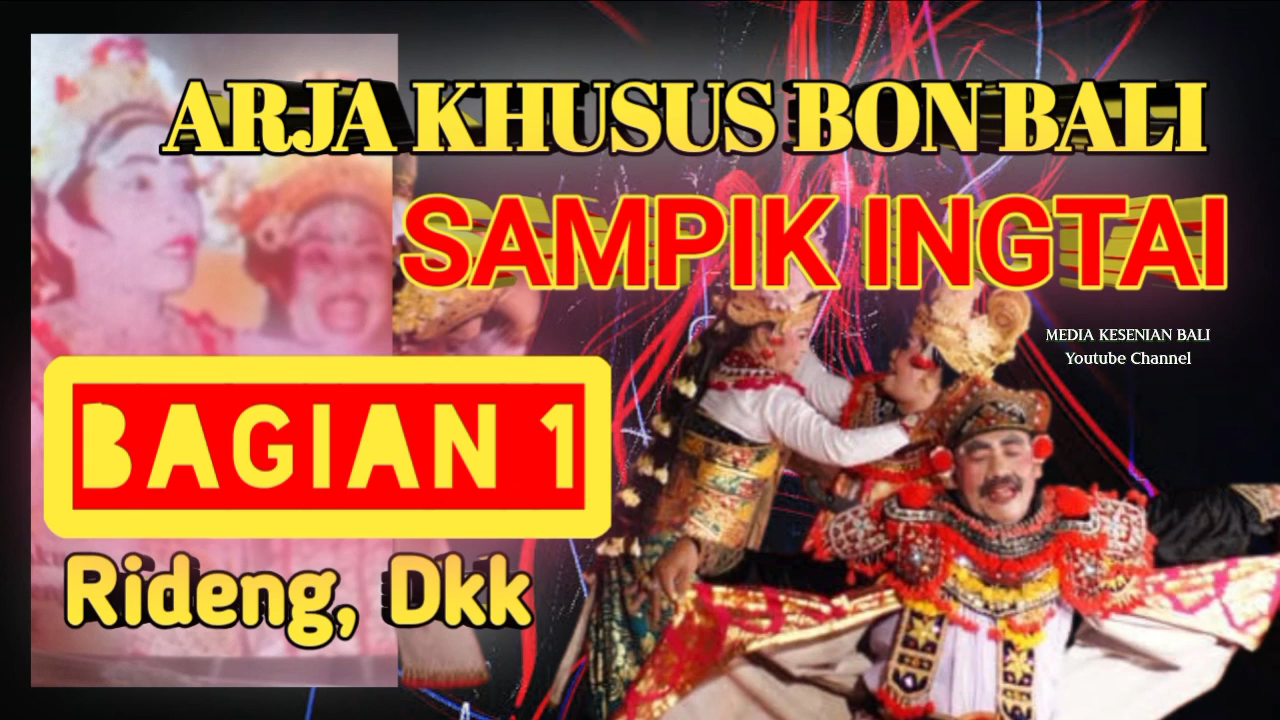 ARJA KHUSUS BON BALI
SAMPIK INGTAI
MEDIA KESENIAN BALI
Youtube Channel
BAGIAN 1
Rideng, Dkk